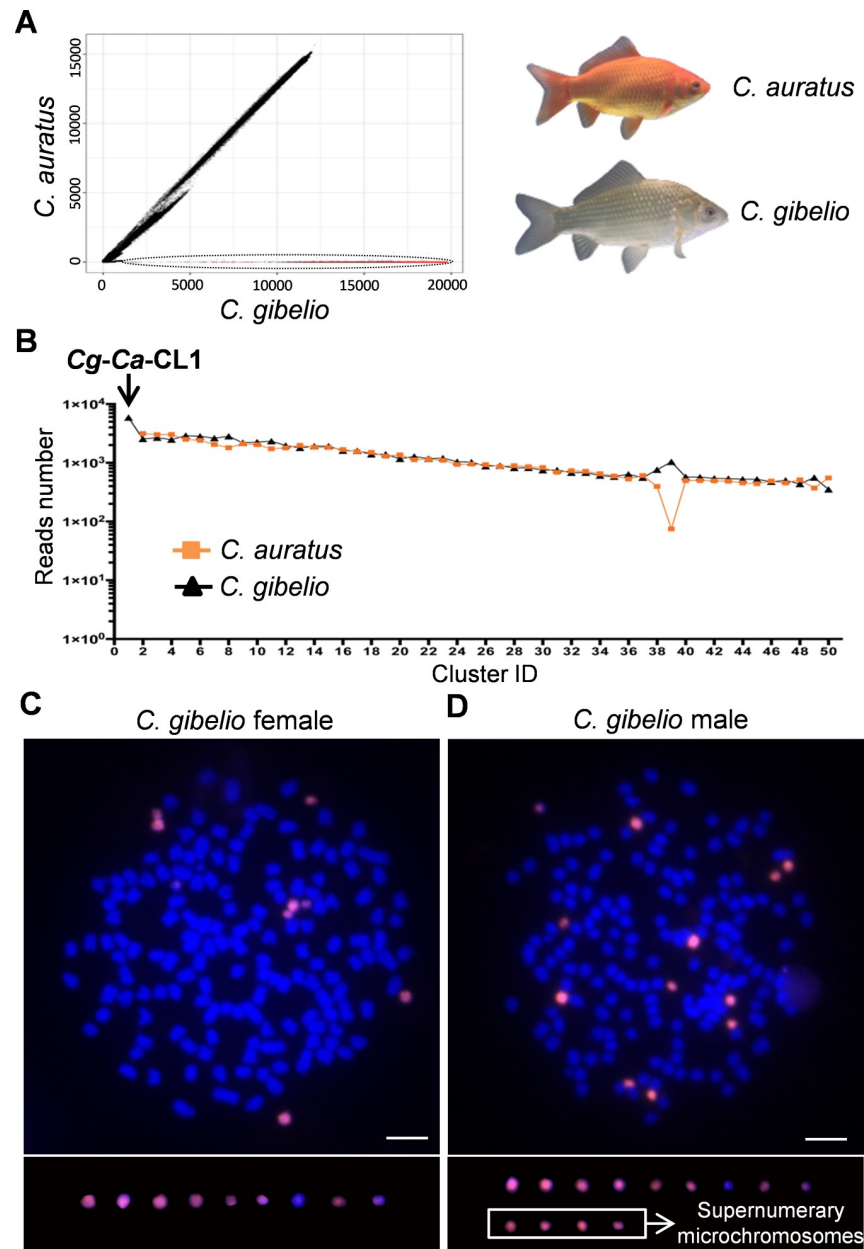 A
15000
10000
5000
0
C. auratus
0
5000
10000
15000
20000
C. gibelio
C. auratus
C. gibelio
B
Cg-Ca-CL1
1×10⁴
1×10³
1×10²
1×10¹
1×10⁰
Reads number
C. auratus
C. gibelio
0 2 4 6 8 10 12 14 16 18 20 22 24 26 28 30 32 34 36 38 40 42 44 46 48 50
Cluster ID
C
C. gibelio female
D
C. gibelio male
Supernumerary
microchromosomes